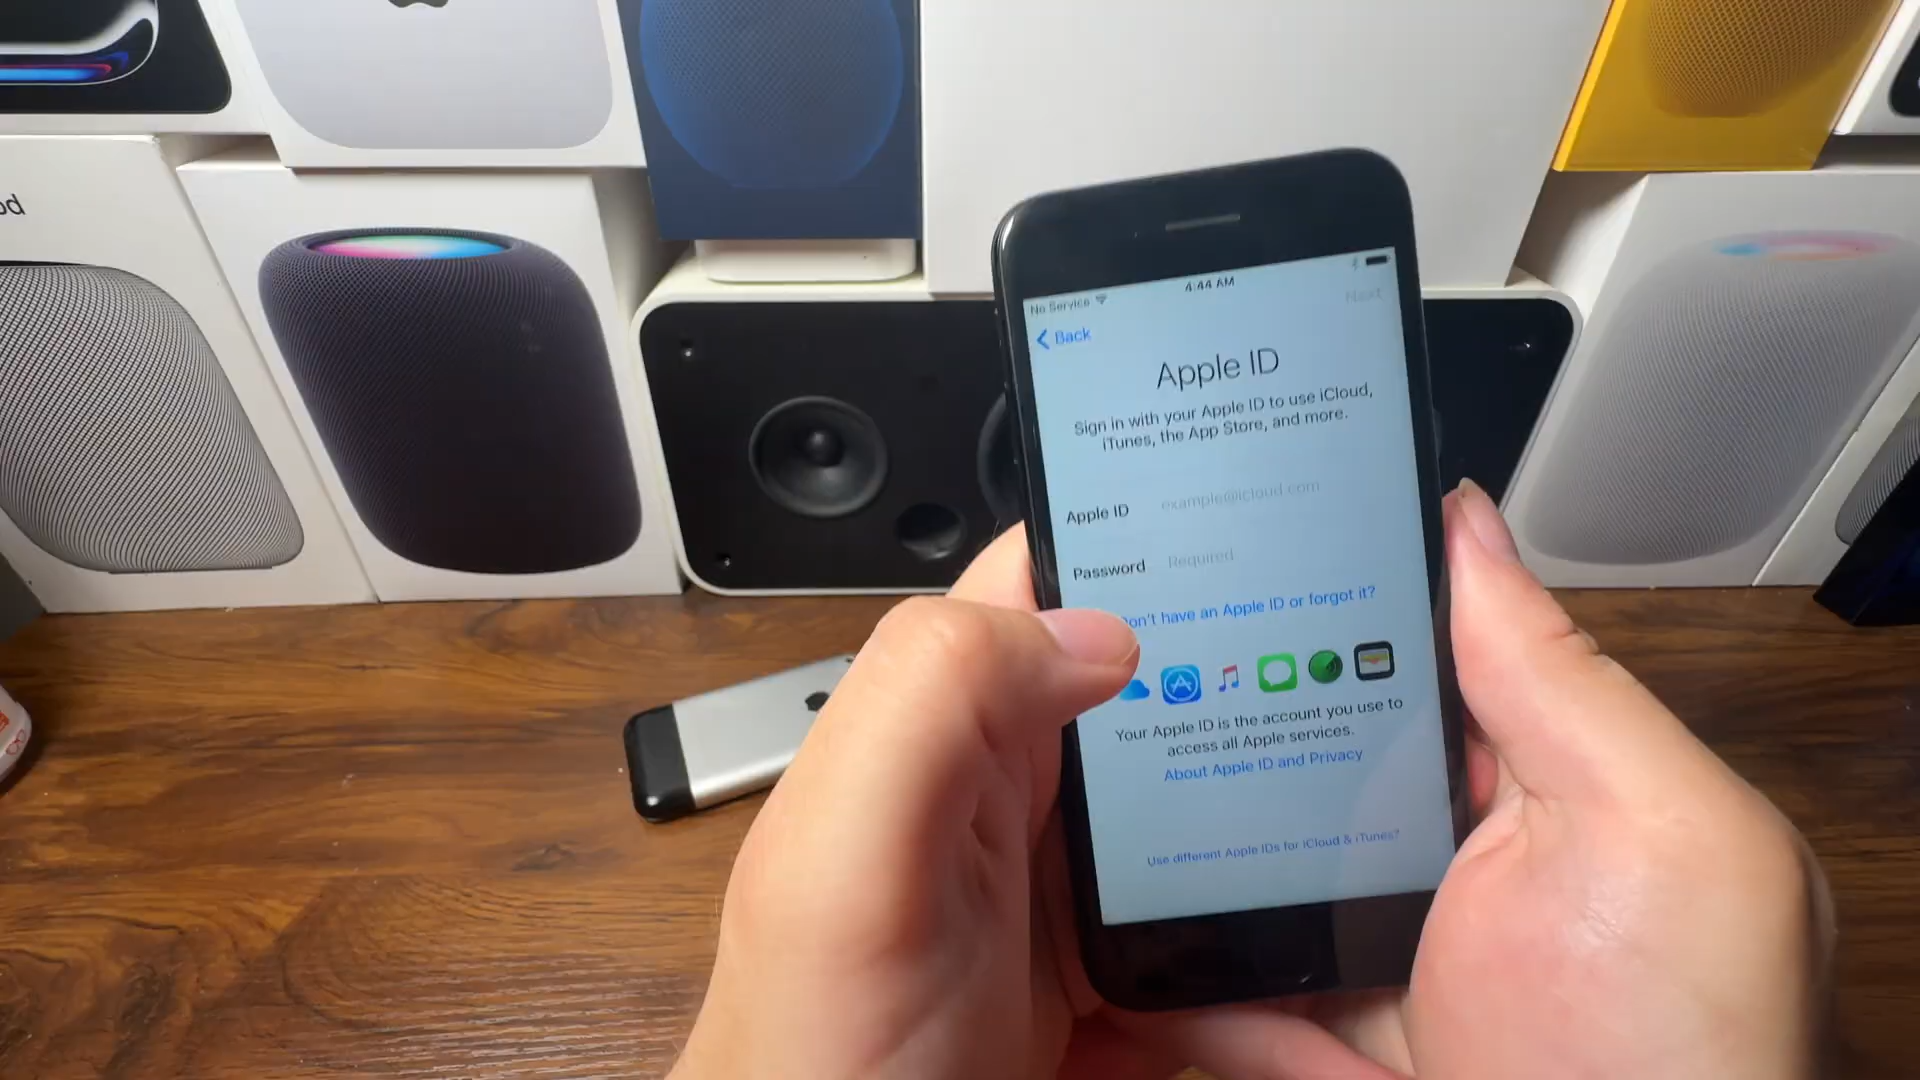 od
No Service
4:44 AM
Back
Next
Apple ID
Sign in with your Apple ID to use iCloud,
iTunes, the App Store, and more.
Apple ID example@icloud.com
Password Required
Don't have an Apple ID or forgot it?
Your Apple ID is the account you use to
access all Apple services.
About Apple ID and Privacy
Use different Apple IDs for iCloud & iTunes?